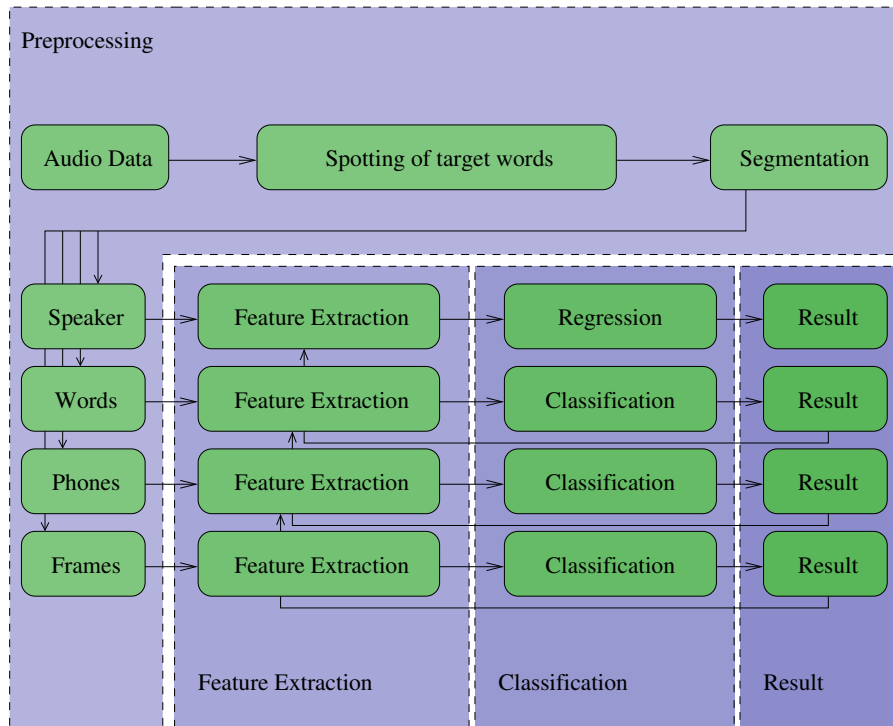 Preprocessing
Audio Data
Spotting of target words
Segmentation
Speaker
Feature Extraction
Regression
Result
Words
Feature Extraction
Classification
Result
Phones
Feature Extraction
Classification
Result
Frames
Feature Extraction
Classification
Result
Feature Extraction
Classification
Result